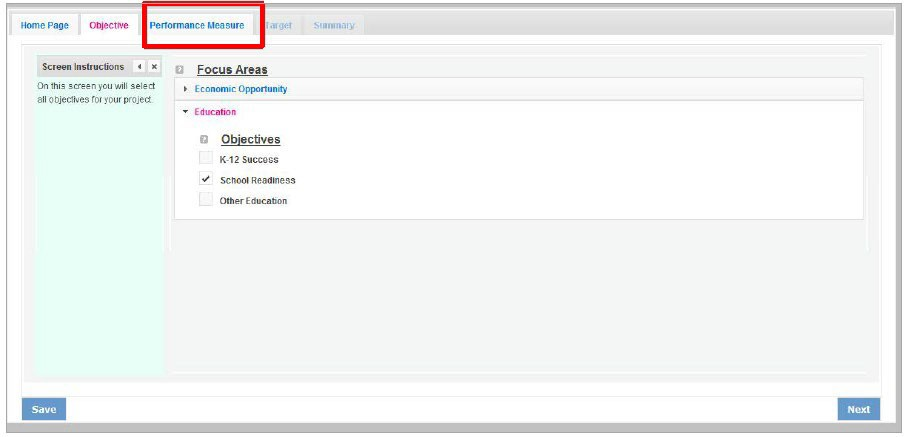 Home Page Objective Performance Measure Target Summary
Screen Instructions
On this screen you will select
all objectives for your project.
Focus Areas
Economic Opportunity
Education
Objectives
K-12 Success
School Readiness
Other Education
Save Next